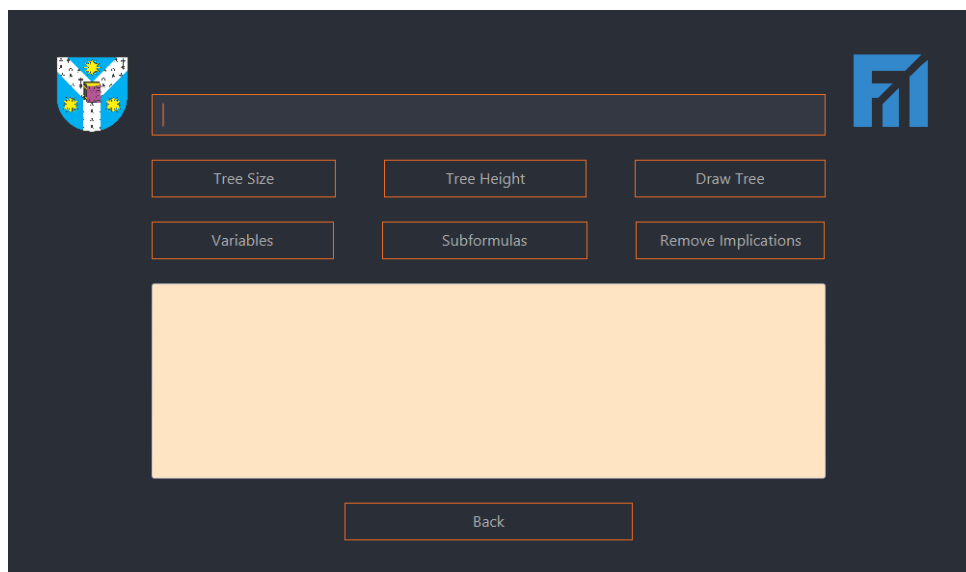 Tree Size
Tree Height
Draw Tree
Variables
Subformulas
Remove Implications
Back